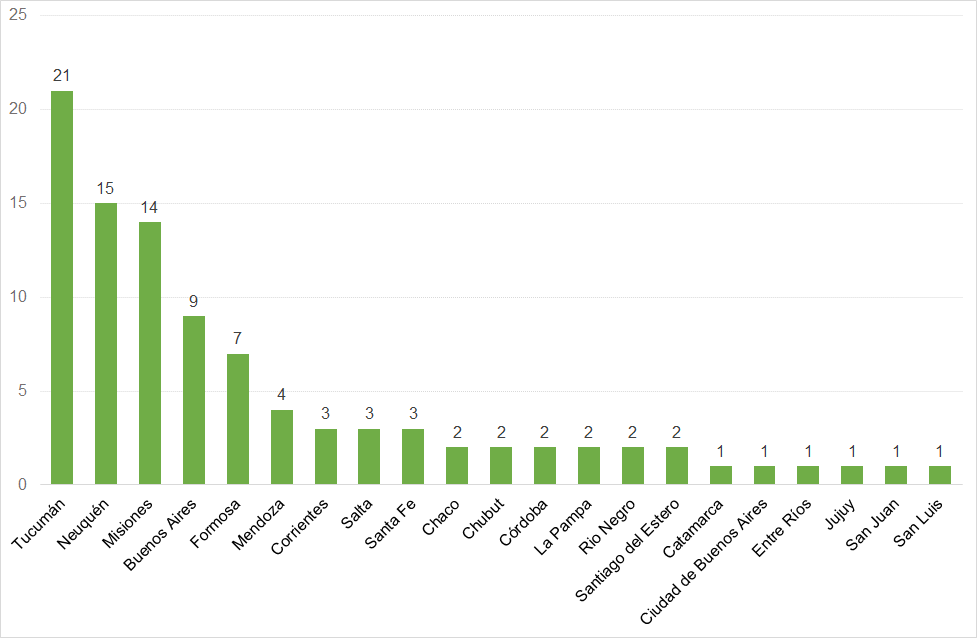 25
20
15
10
5
0
21
15
14
9
7
4
3
3
3
2
2
2
2
2
2
1
1
1
1
1
1
Tucumán
Neuquén
Misiones
Buenos Aires
Formosa
Mendoza
Corrientes
Salta
Santa Fe
Chaco
Chubut
Córdoba
La Pampa
Rio Negro
Santiago del Estero
Catamarca
Ciudad de Buenos Aires
Entre Ríos
Jujuy
San Juan
San Luis